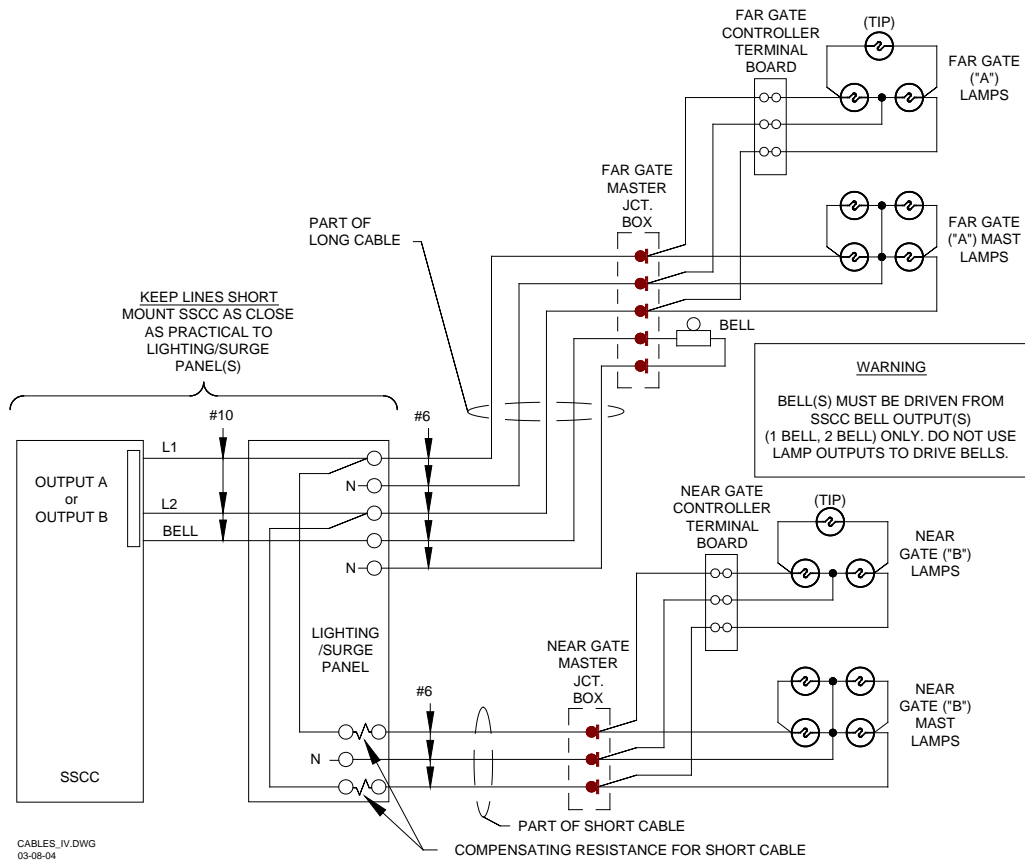 FAR GATE
CONTROLLER
TERMINAL
BOARD
(TIP)
FAR GATE
("A")
LAMPS
FAR GATE
MASTER
JCT.
BOX
FAR GATE
("A") MAST
LAMPS
PART OF
LONG CABLE
KEEP LINES SHORT
MOUNT SSCC AS CLOSE
AS PRACTICAL TO
LIGHTING/SURGE
PANEL(S)
BELL
WARNING
BELL(S) MUST BE DRIVEN FROM
SSCC BELL OUTPUT(S)
(1 BELL, 2 BELL) ONLY. DO NOT USE
LAMP OUTPUTS TO DRIVE BELLS.
#10
#6
L1
OUTPUT A
or
OUTPUT B
N
L2
BELL
N
NEAR GATE
CONTROLLER
TERMINAL
BOARD
(TIP)
NEAR
GATE ("B")
LAMPS
LIGHTING
/SURGE
PANEL
NEAR GATE
MASTER
JCT.
BOX
#6
NEAR
GATE ("B")
MAST
LAMPS
N
SSCC
PART OF SHORT CABLE
COMPENSATING RESISTANCE FOR SHORT CABLE
CABLES_IV.DWG
03-08-04